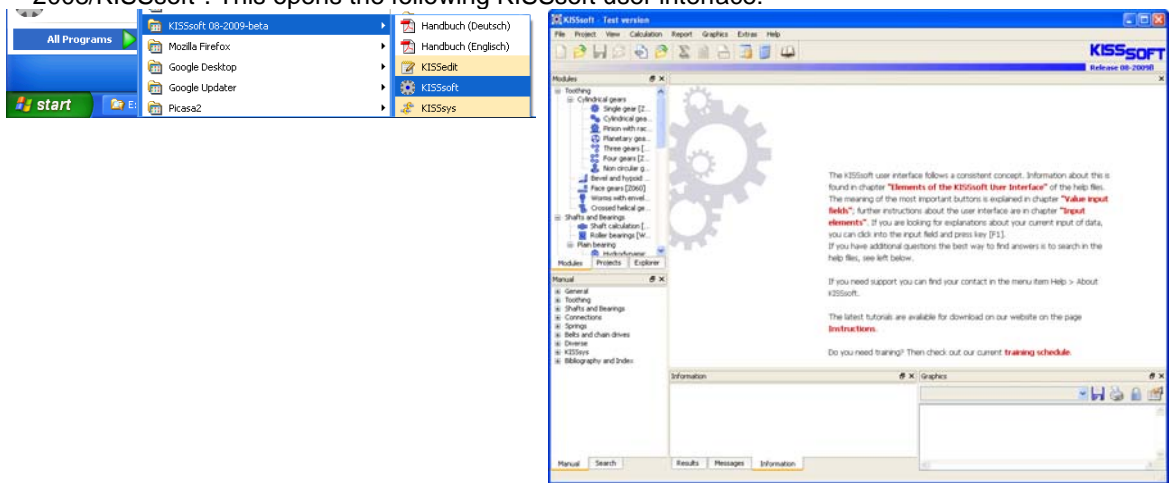 2008/KISSsoft". This opens the following KISSsoft user interface:
All Programs
start
KISSsoft 08-2009-beta
Mozilla Firefox
Google Desktop
Google Updater
Picasa2
Handbuch (Deutsch)
Handbuch (Englisch)
KISSedit
KISSsoft
KISSsys
KISSsoft - Test version
File Project View Calculation Report Graphics Extras Help
KISSSOFT
Release 08-2009β
Modules
Toothing
Cylindrical gears
Single gear [Z...
Cylindrical gea...
Pinion with rac...
Planetary gea...
Three gears [...
Four gears [Z...
Non circular g...
Bevel and hypoid ...
Face gears [Z060]
Worms with envel...
Crossed helical ge...
Shafts and Bearings
Shaft calculation [...
Roller bearings [W...
Plain bearing
Hydrodynamic
Modules Projects Explorer
Manual
General
Toothing
Shafts and Bearings
Connections
Springs
Belts and chain drives
Diverse
KISSsys
Bibliography and Index
Manual Search
The KISSsoft user interface follows a consistent concept. Information about this is
found in chapter "Elements of the KISSsoft User Interface" of the help files.
The meaning of the most important buttons is explained in chapter "Value input
fields"; further instructions about the user interface are in chapter "Input
elements". If you are looking for explanations about your current input of data,
you can click into the input field and press key [F1].
If you have additional questions the best way to find answers is to search in the
help files, see left below.
If you need support you can find your contact in the menu item Help > About
KISSsoft.
The latest tutorials are available for download on our website on the page
Instructions.
Do you need training? Then check out our current training schedule.
Information
Graphics
Results Messages Information